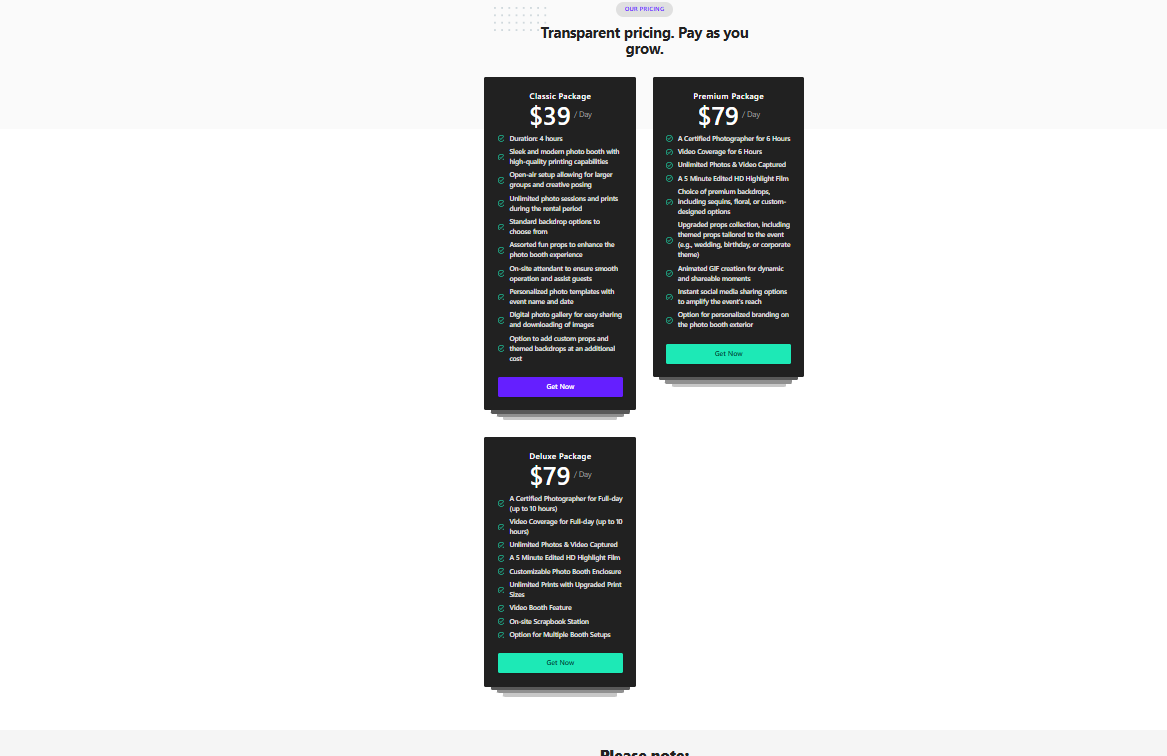 OUR PRICING
Transparent pricing. Pay as you
grow.
Classic Package
$39 / Day
Duration: 4 hours
Sleek and modern photo booth with
high-quality printing capabilities
Open-air setup allowing for larger
groups and creative posing
Unlimited photo sessions and prints
during the rental period
Standard backdrop options to
choose from
Assorted fun props to enhance the
photo booth experience
On-site attendant to ensure smooth
operation and assist guests
Personalized photo templates with
event name and date
Digital photo gallery for easy sharing
and downloading of images
Option to add custom props and
themed backdrops at an additional
cost
Get Now
Premium Package
$79 / Day
A Certified Photographer for 6 Hours
Video Coverage for 6 Hours
Unlimited Photos & Video Captured
A 5 Minute Edited HD Highlight Film
Choice of premium backdrops,
including sequins, floral, or custom-
designed options
Upgraded props collection, including
themed props tailored to the event
(e.g., wedding, birthday, or corporate
theme)
Animated GIF creation for dynamic
and shareable moments
Instant social media sharing options
to amplify the event's reach
Option for personalized branding on
the photo booth exterior
Get Now
Deluxe Package
$79 / Day
A Certified Photographer for Full-day
(up to 10 hours)
Video Coverage for Full-day (up to 10
hours)
Unlimited Photos & Video Captured
A 5 Minute Edited HD Highlight Film
Customizable Photo Booth Enclosure
Unlimited Prints with Upgraded Print
Sizes
Video Booth Feature
On-site Scrapbook Station
Option for Multiple Booth Setups
Get Now
Please note: